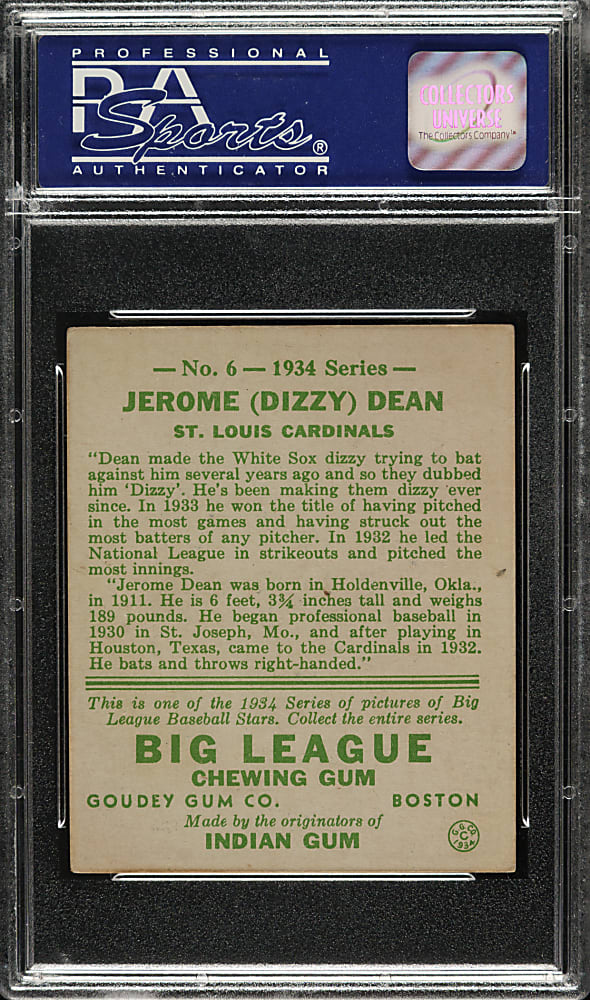 PROFESSIONAL
PSA
Sports®
AUTHENTICATOR
COLLECTORS
UNIVERSE
The Collectors Company™
— No. 6 — 1934 Series —
JEROME (DIZZY) DEAN
ST. LOUIS CARDINALS
"Dean made the White Sox dizzy trying to bat
against him several years ago and so they dubbed
him 'Dizzy'. He's been making them dizzy ever
since. In 1933 he won the title of having pitched
in the most games and having struck out the
most batters of any pitcher. In 1932 he led the
National League in strikeouts and pitched the
most innings.
"Jerome Dean was born in Holdenville, Okla.,
in 1911. He is 6 feet, 3¾ inches tall and weighs
189 pounds. He began professional baseball in
1930 in St. Joseph, Mo., and after playing in
Houston, Texas, came to the Cardinals in 1932.
He bats and throws right-handed."
This is one of the 1934 Series of pictures of Big
League Baseball Stars. Collect the entire series.
BIG LEAGUE
CHEWING GUM
GOUDEY GUM CO. BOSTON
Made by the originators of
INDIAN GUM
G.G.CO.
C
1934